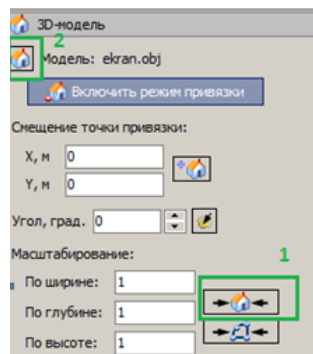 3D-модель
2
Модель: ekran.obj
Включить режим привязки
Смещение точки привязки:
X, м 0
Y, м 0
Угол, град. 0
Масштабирование:
1
По ширине: 1
По глубине: 1
По высоте: 1